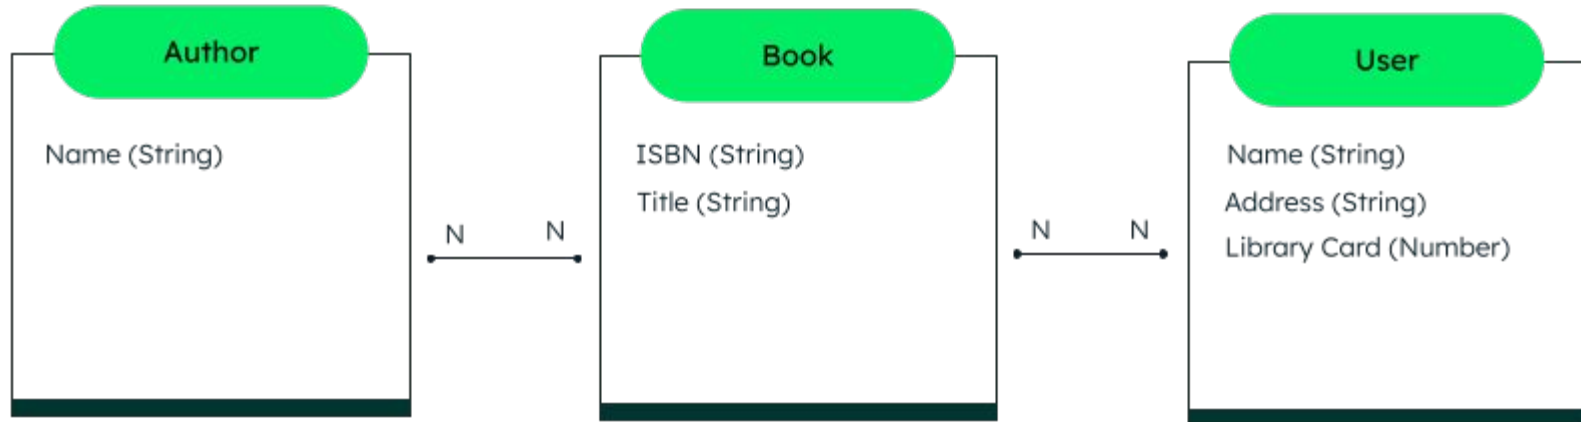 Author
Name (String)
N N
Book
ISBN (String)
Title (String)
N N
User
Name (String)
Address (String)
Library Card (Number)